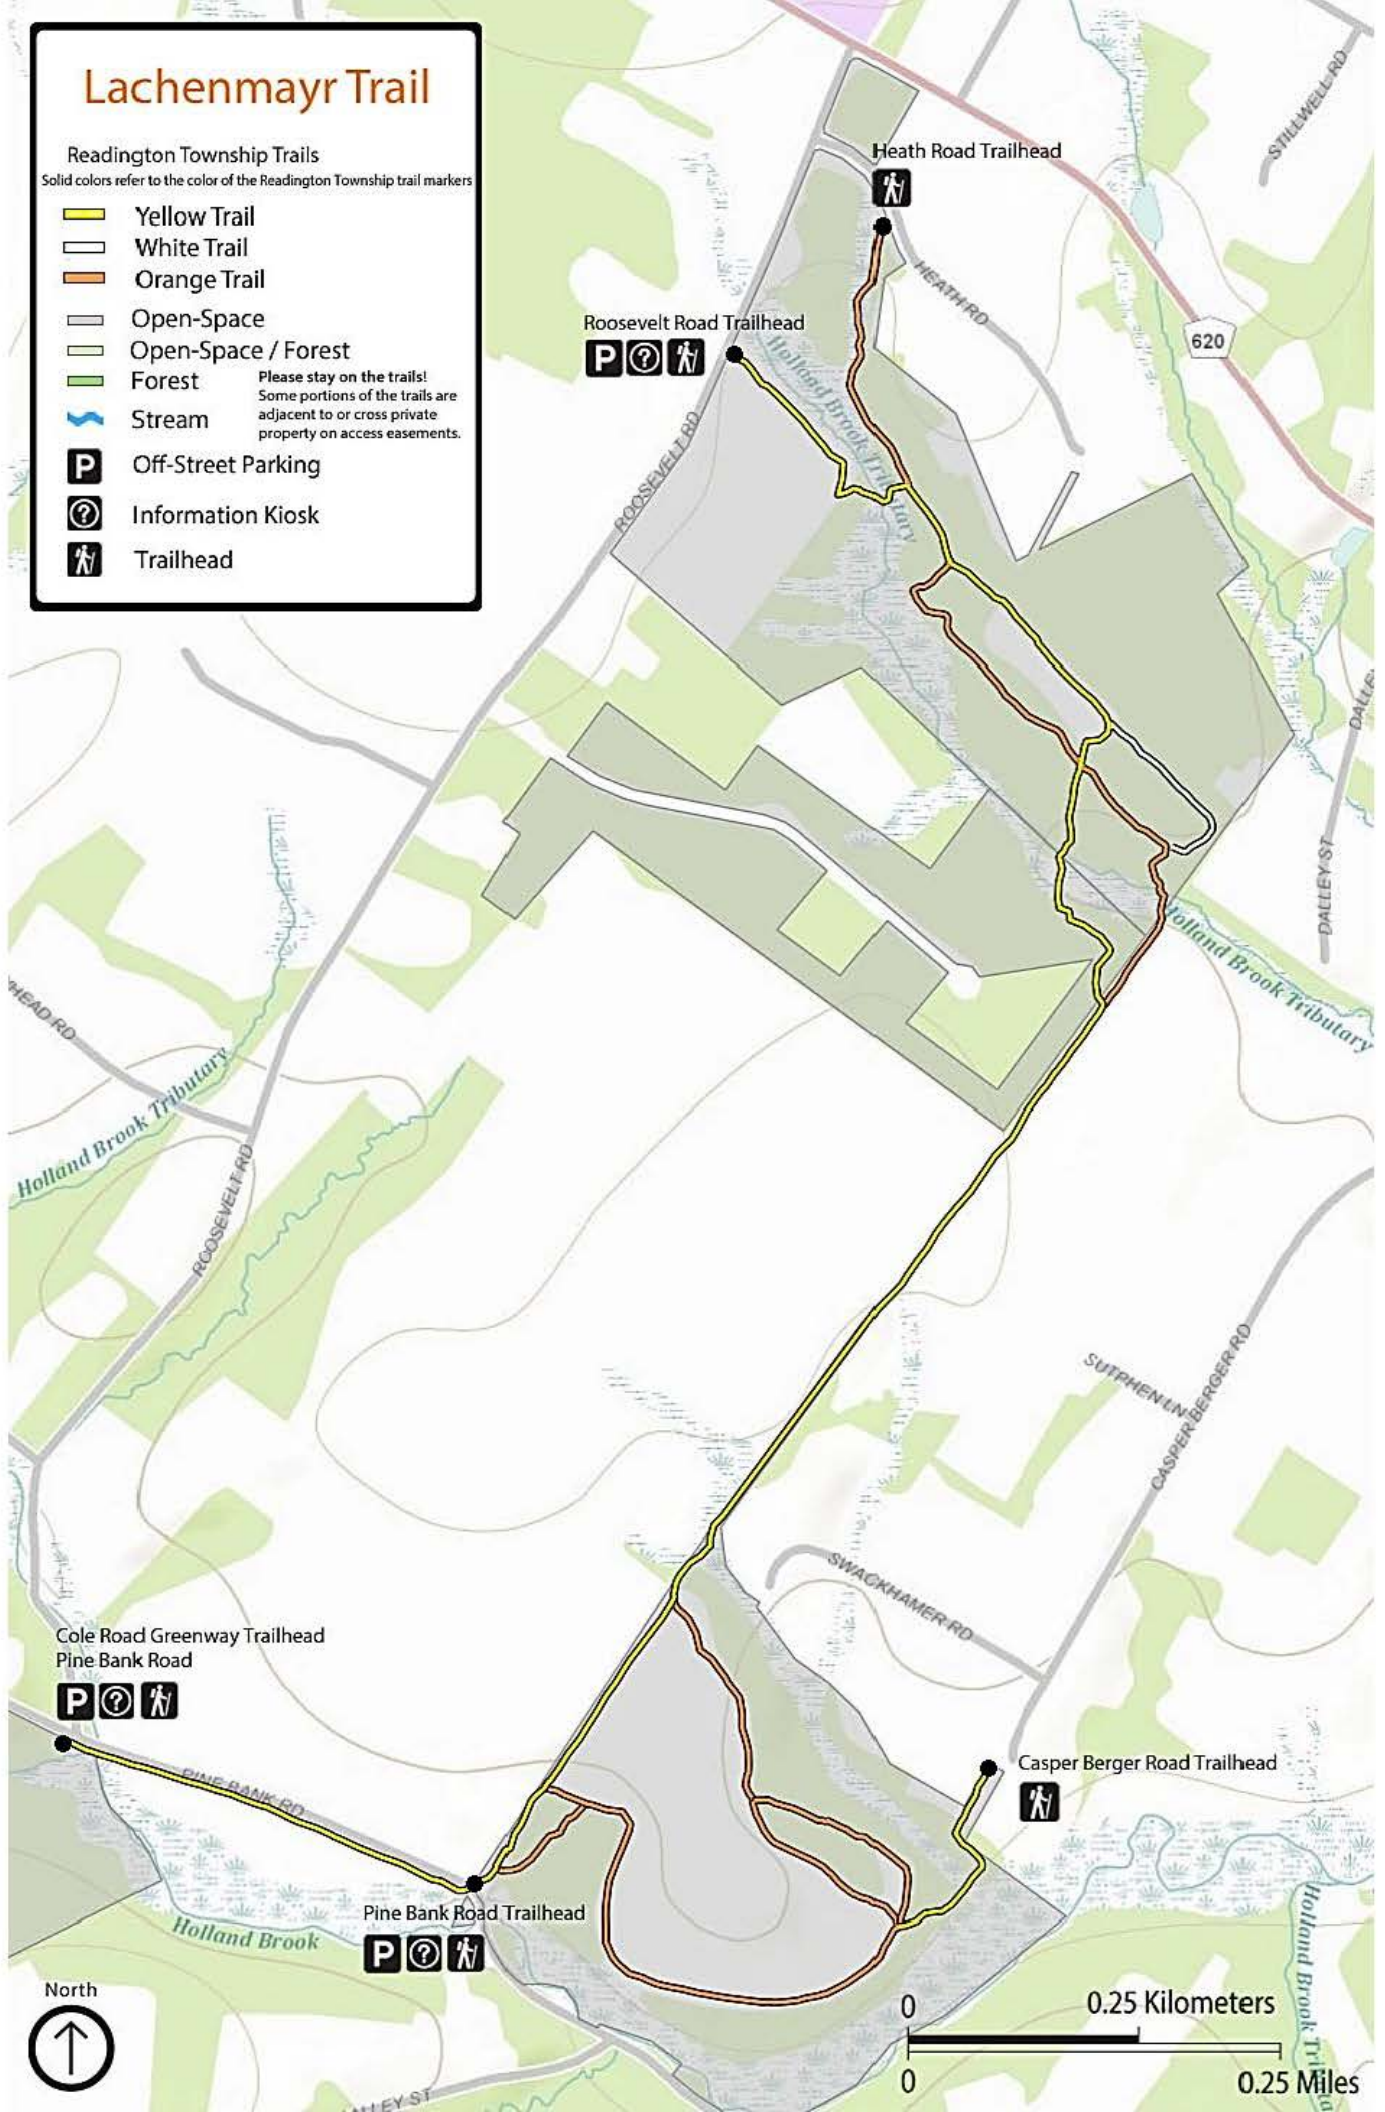 Lachenmayr Trail
Readington Township Trails
Solid colors refer to the color of the Readington Township trail markers
Yellow Trail
White Trail
Orange Trail
Open-Space
Open-Space / Forest
Forest
Stream
Please stay on the trails!
Some portions of the trails are
adjacent to or cross private
property on access easements.
P Off-Street Parking
? Information Kiosk
Trailhead
STILLWELL RD
Heath Road Trailhead
HEATH RD
620
Roosevelt Road Trailhead
P ?
Holland Brook Tributary
ROOSEVELT RD
DALLE
DALLEY ST
Holland Brook Tributary
HEAD RD
Holland Brook Tributary
ROOSEVELT RD
SUTPHEN LN
CASPER BERGER RD
SWACKHAMER RD
Cole Road Greenway Trailhead
Pine Bank Road
P ?
PINE BANK RD
Casper Berger Road Trailhead
Pine Bank Road Trailhead
P ?
Holland Brook
Holland Brook Trib
North
0 0.25 Kilometers
0 0.25 Miles
LLEY ST